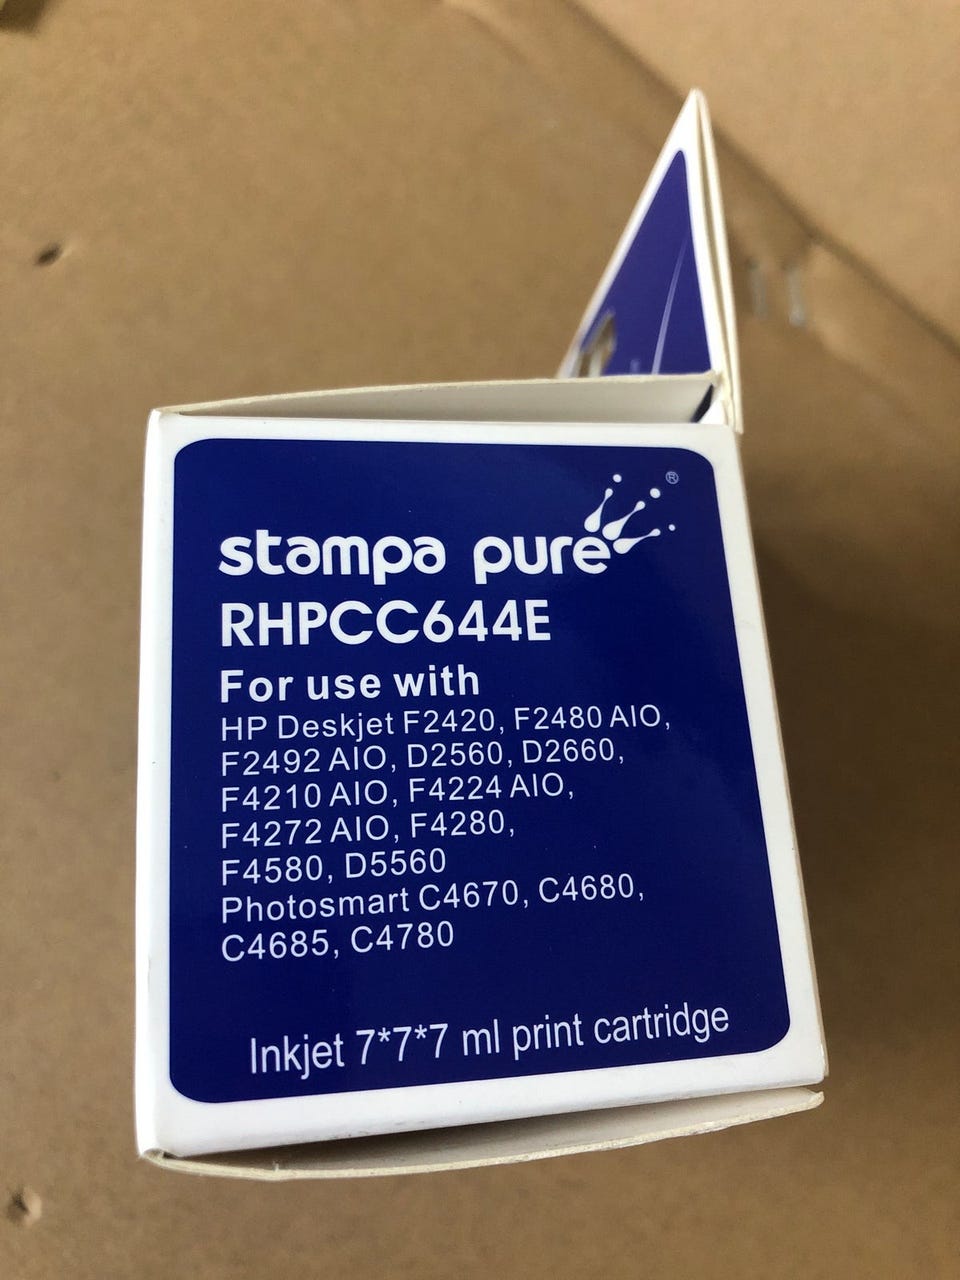 stampa pure®
RHPCC644E
For use with
HP Deskjet F2420, F2480 AIO,
F2492 AIO, D2560, D2660,
F4210 AIO, F4224 AIO,
F4272 AIO, F4280,
F4580, D5560
Photosmart C4670, C4680,
C4685, C4780
Inkjet 7*7*7 ml print cartridge